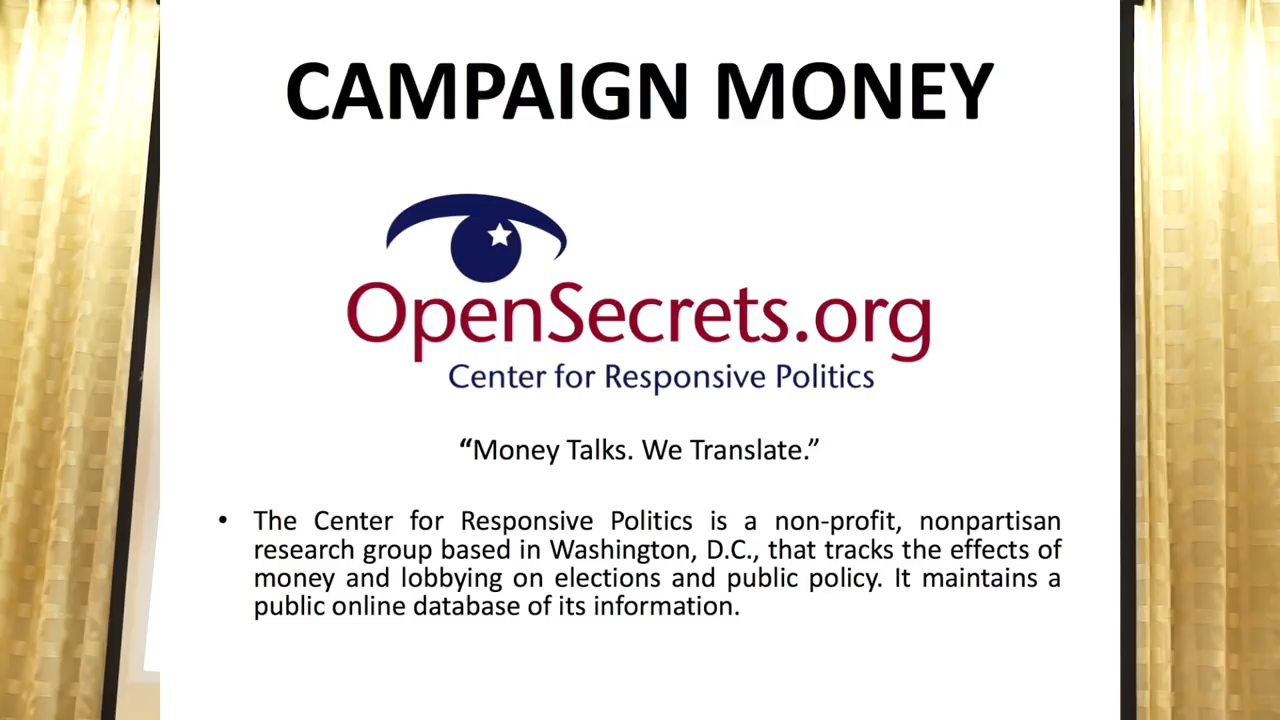 CAMPAIGN MONEY
OpenSecrets.org
Center for Responsive Politics
“Money Talks. We Translate.”
• The Center for Responsive Politics is a non-profit, nonpartisan
research group based in Washington, D.C., that tracks the effects of
money and lobbying on elections and public policy. It maintains a
public online database of its information.